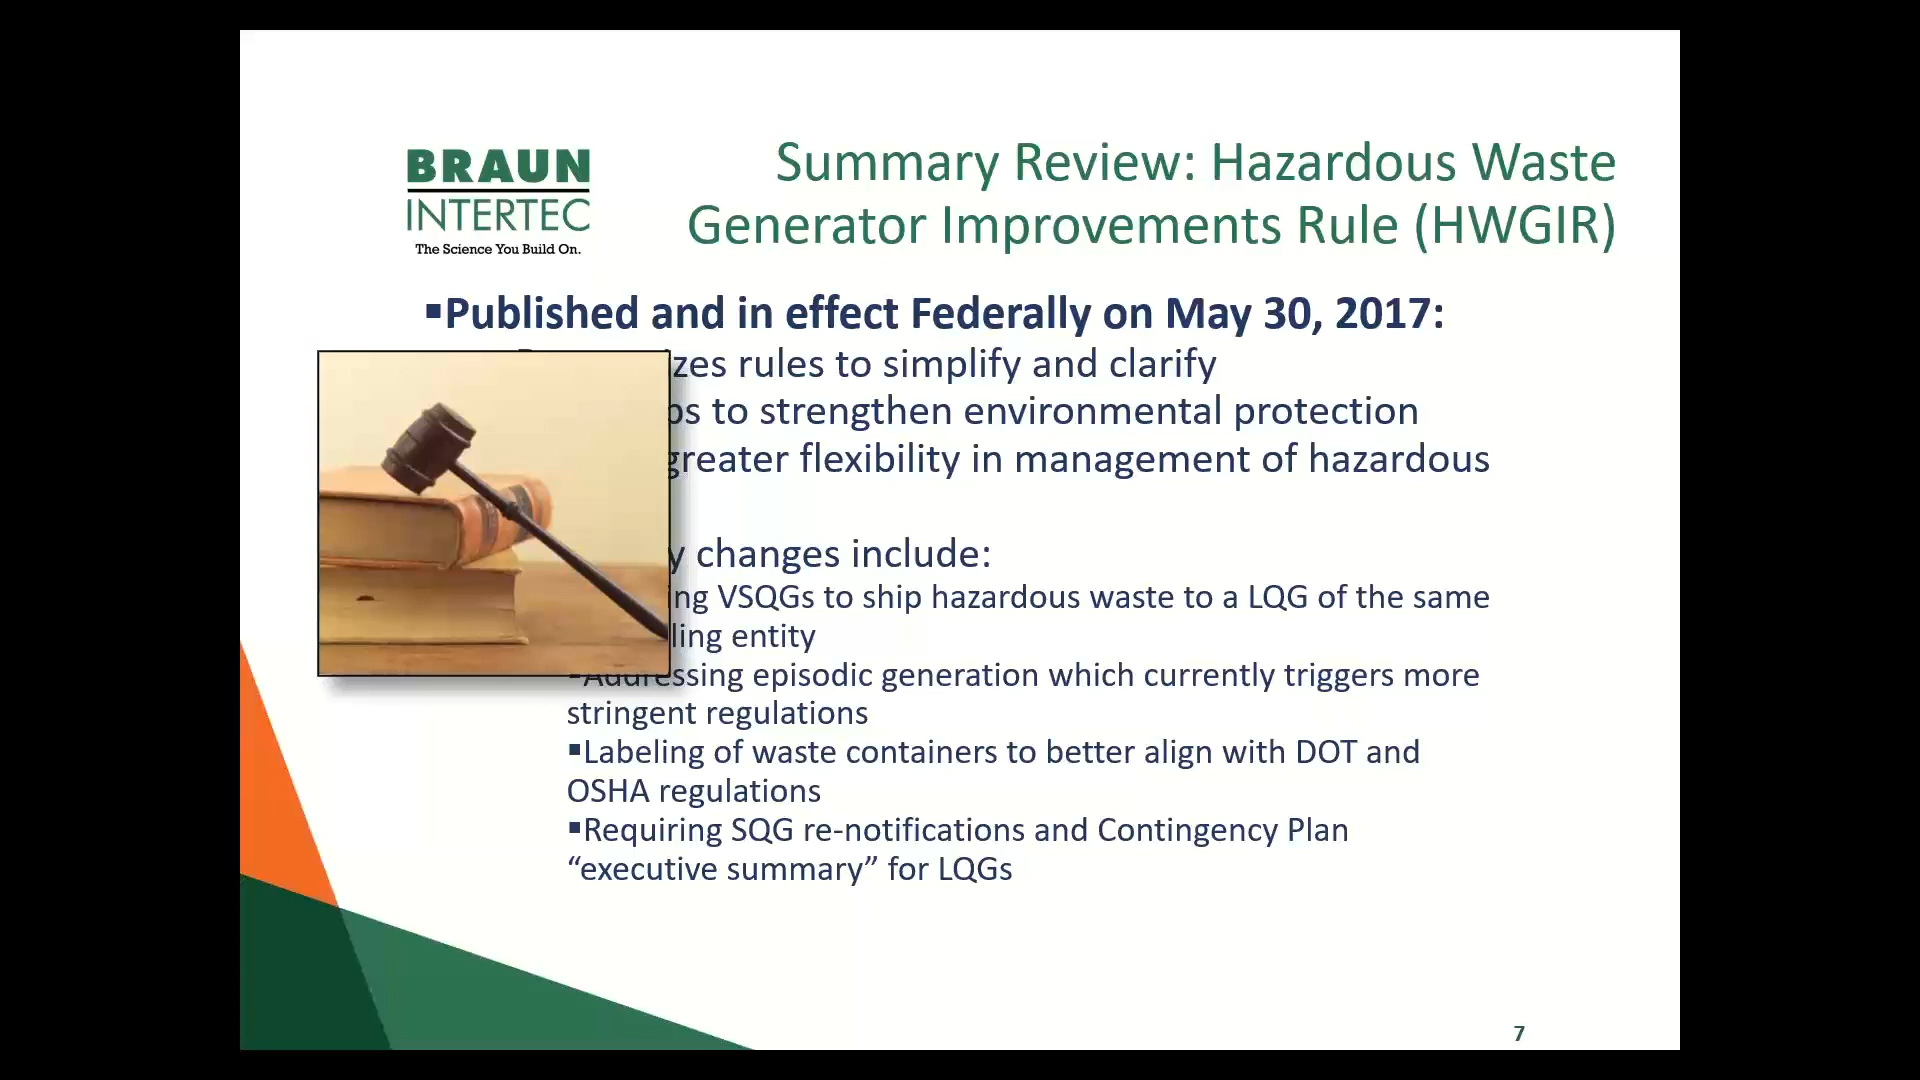 BRAUN
INTERTEC
The Science You Build On.
Summary Review: Hazardous Waste
Generator Improvements Rule (HWGIR)
▪Published and in effect Federally on May 30, 2017:
rules to simplify and clarify
to strengthen environmental protection
greater flexibility in management of hazardous
changes include:
VSQGs to ship hazardous waste to a LQG of the same
entity
▪Addressing episodic generation which currently triggers more
stringent regulations
▪Labeling of waste containers to better align with DOT and
OSHA regulations
▪Requiring SQG re-notifications and Contingency Plan
“executive summary” for LQGs
7